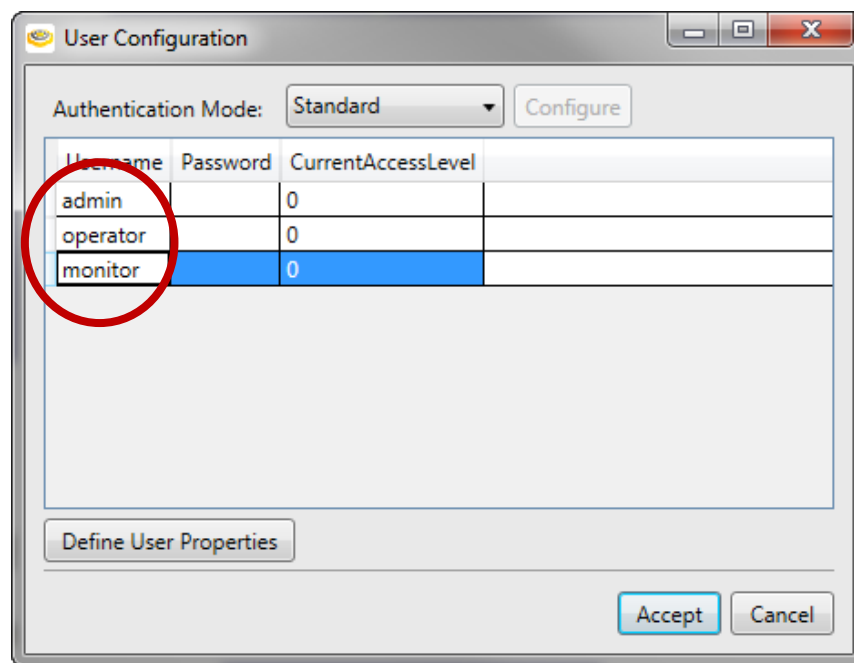 User Configuration
Authentication Mode: Standard Configure
Username Password CurrentAccessLevel
admin 0
operator 0
monitor 0
Define User Properties
Accept Cancel